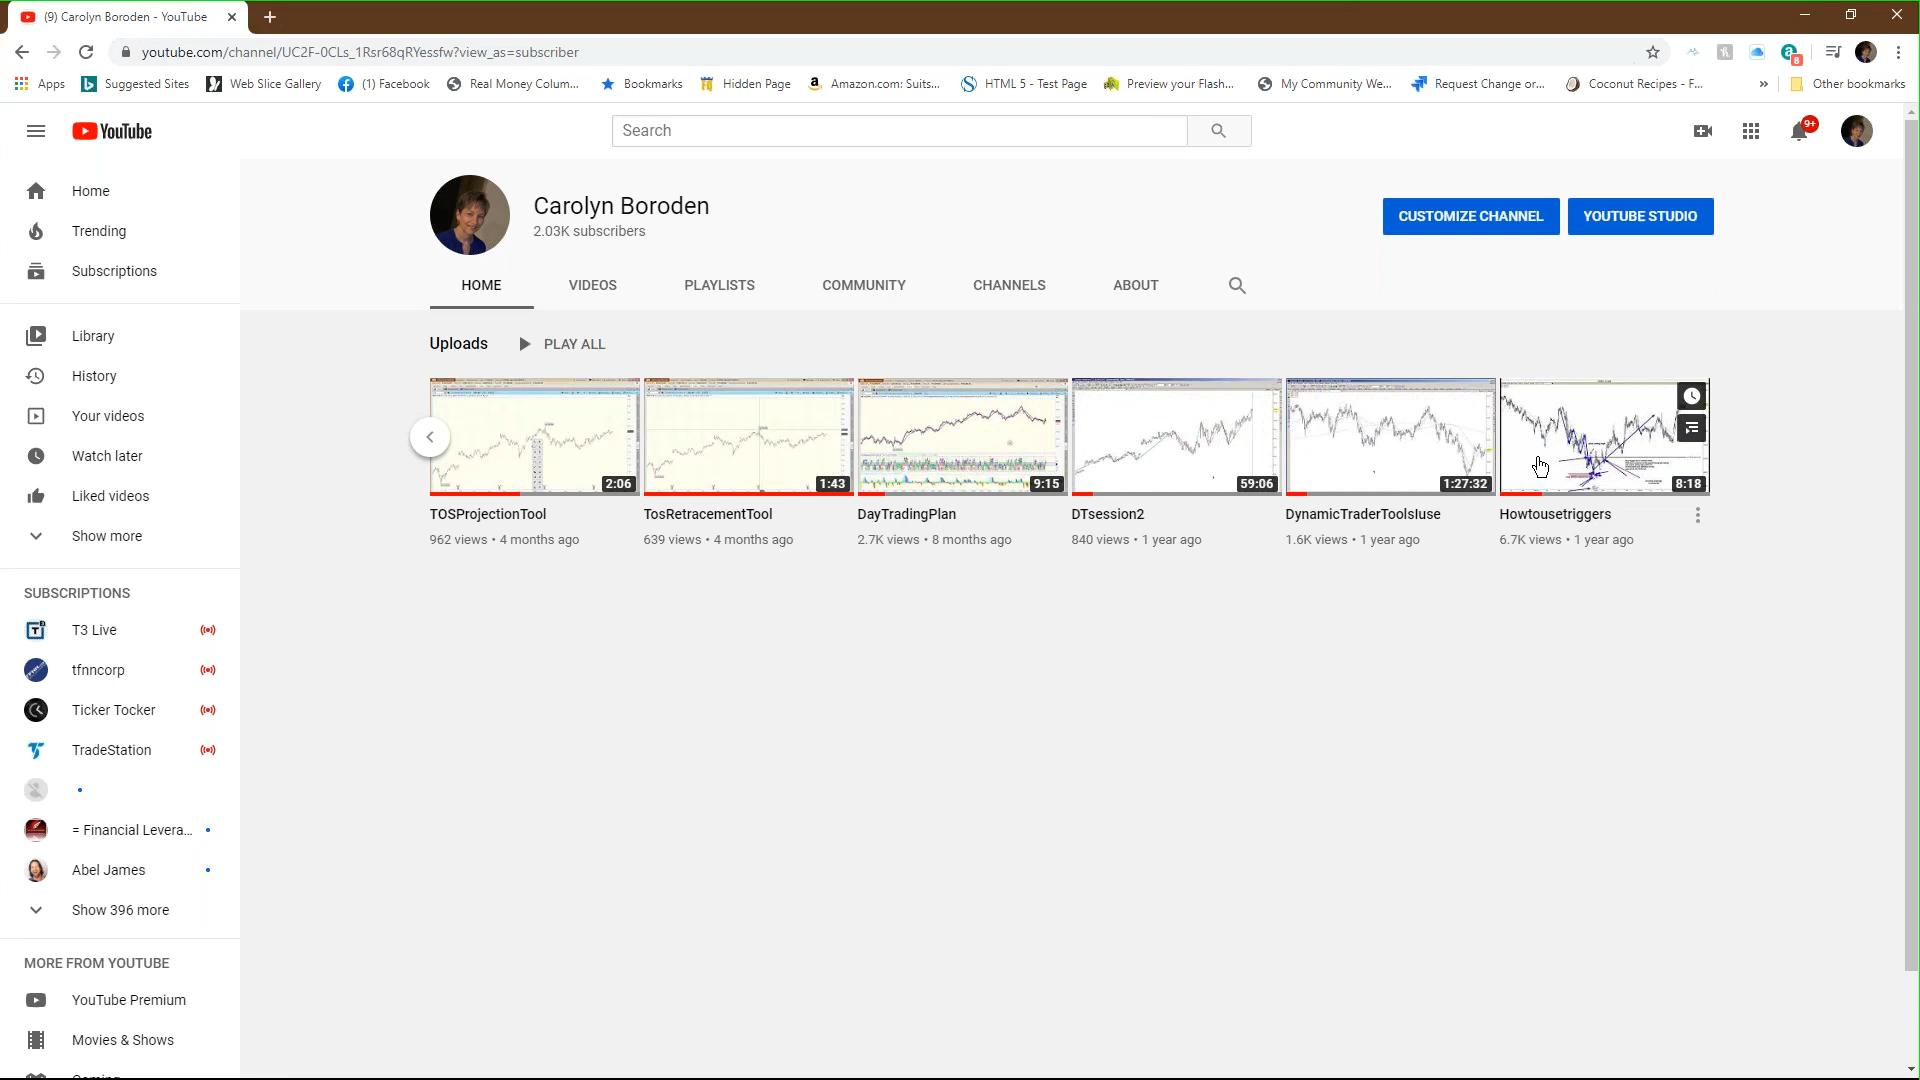 (9) Carolyn Boroden - YouTube
youtube.com/channel/UC2F-0CLs_1Rsr68qRYessfw?view_as=subscriber
8
Apps
Suggested Sites
Web Slice Gallery
(1) Facebook
Real Money Colum...
Bookmarks
Hidden Page
Amazon.com: Suits...
HTML 5 - Test Page
Preview your Flash...
My Community We...
Request Change or...
Coconut Recipes - F...
»
Other bookmarks
YouTube
Search
9+
Home
Trending
Subscriptions
Library
History
Your videos
Watch later
Liked videos
Show more
SUBSCRIPTIONS
T3 Live
tfnncorp
Ticker Tocker
TradeStation
= Financial Levera...
Abel James
Show 396 more
MORE FROM YOUTUBE
YouTube Premium
Movies & Shows
Carolyn Boroden
2.03K subscribers
CUSTOMIZE CHANNEL
YOUTUBE STUDIO
HOME
VIDEOS
PLAYLISTS
COMMUNITY
CHANNELS
ABOUT
Uploads
PLAY ALL
2:06
TOSProjectionTool
962 views • 4 months ago
1:43
TosRetracementTool
639 views • 4 months ago
9:15
DayTradingPlan
2.7K views • 8 months ago
59:06
DTsession2
840 views • 1 year ago
1:27:32
DynamicTraderToolsIuse
1.6K views • 1 year ago
8:18
Howtousetriggers
6.7K views • 1 year ago